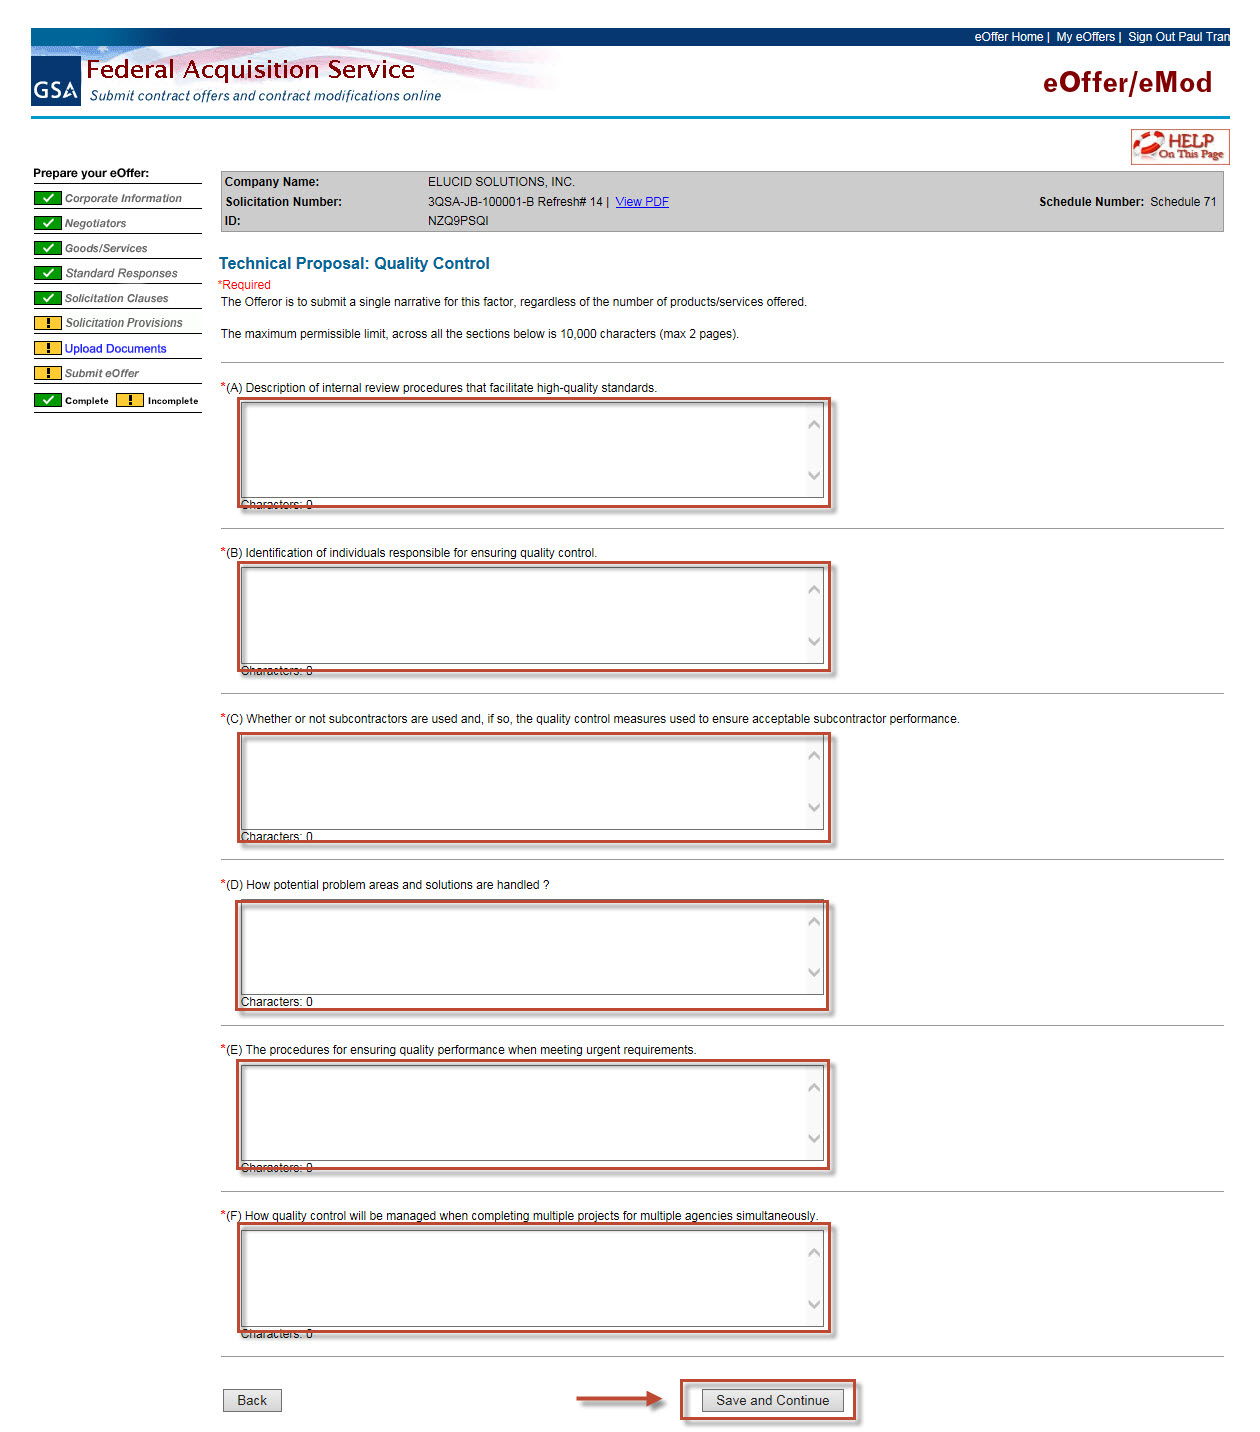 eOffer Home | My eOffers | Sign Out Paul Tran
GSA
Federal Acquisition Service
Submit contract offers and contract modifications online
eOffer/eMod
HELP
On This Page
Prepare your eOffer:
Corporate Information
Negotiators
Goods/Services
Standard Responses
Solicitation Clauses
Solicitation Provisions
Upload Documents
Submit eOffer
Complete Incomplete
Company Name: ELUCID SOLUTIONS, INC.
Solicitation Number: 3QSA-JB-100001-B Refresh# 14 | View PDF Schedule Number: Schedule 71
ID: NZQ9PSQI
Technical Proposal: Quality Control
*Required
The Offeror is to submit a single narrative for this factor, regardless of the number of products/services offered.
The maximum permissible limit, across all the sections below is 10,000 characters (max 2 pages).
*(A) Description of internal review procedures that facilitate high-quality standards.
Characters: 0
*(B) Identification of individuals responsible for ensuring quality control.
Characters: 0
*(C) Whether or not subcontractors are used and, if so, the quality control measures used to ensure acceptable subcontractor performance.
Characters: 0
*(D) How potential problem areas and solutions are handled ?
Characters: 0
*(E) The procedures for ensuring quality performance when meeting urgent requirements.
Characters: 0
*(F) How quality control will be managed when completing multiple projects for multiple agencies simultaneously.
Characters: 0
Back
Save and Continue